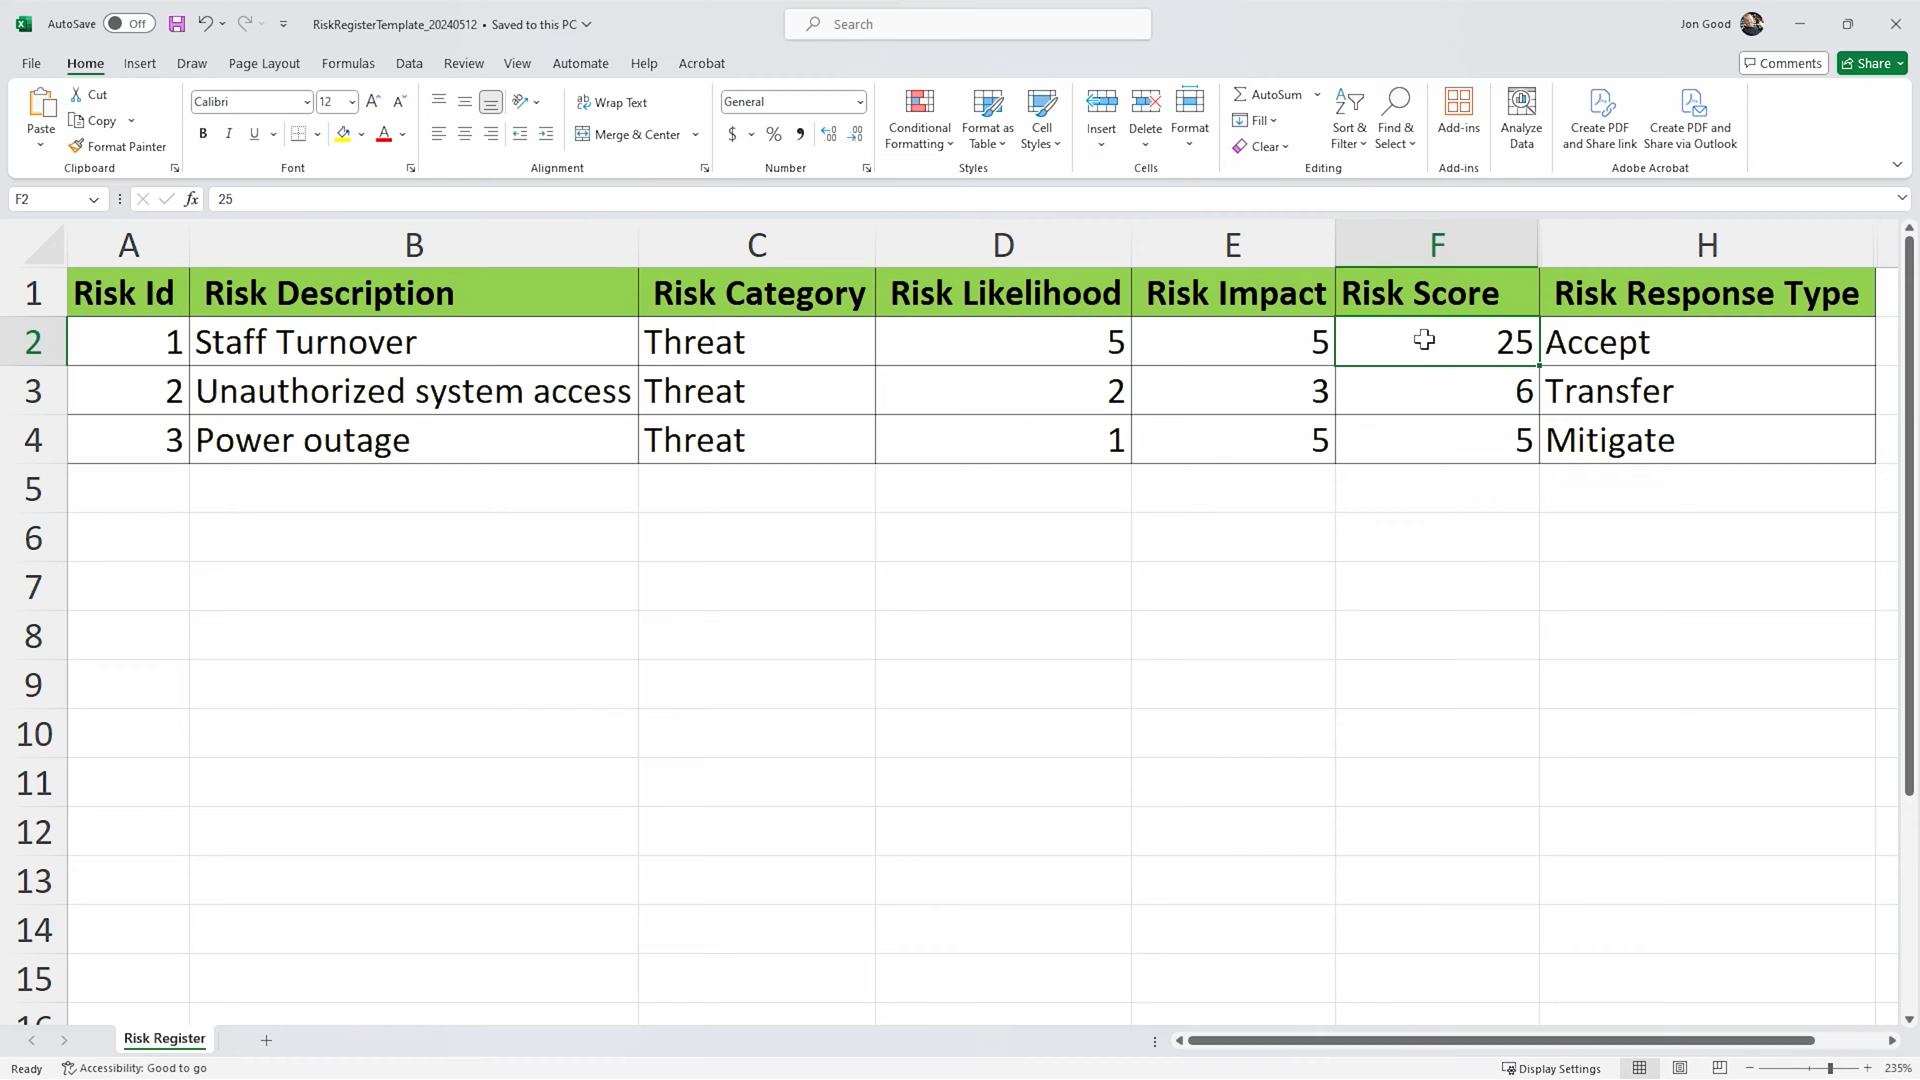 AutoSave Off RiskRegisterTemplate_20240512 • Saved to this PC Search Jon Good
File Home Insert Draw Page Layout Formulas Data Review View Automate Help Acrobat Comments Share
Paste Cut Copy Format Painter Clipboard
Calibri 12 B I U A Font
ab Wrap Text Merge & Center Alignment
General $ % , Number
Conditional Formatting Format as Table Cell Styles Styles
Insert Delete Format Cells
AutoSum Fill Clear Sort & Filter Find & Select Editing
Add-ins Add-ins
Analyze Data
Create PDF and Share link Create PDF and Share via Outlook Adobe Acrobat
F2 fx 25
A B C D E F H
1 Risk Id Risk Description Risk Category Risk Likelihood Risk Impact Risk Score Risk Response Type
2 1 Staff Turnover Threat 5 5 25 Accept
3 2 Unauthorized system access Threat 2 3 6 Transfer
4 3 Power outage Threat 1 5 5 Mitigate
5
6
7
8
9
10
11
12
13
14
15
16
Risk Register
Ready Accessibility: Good to go Display Settings 235%